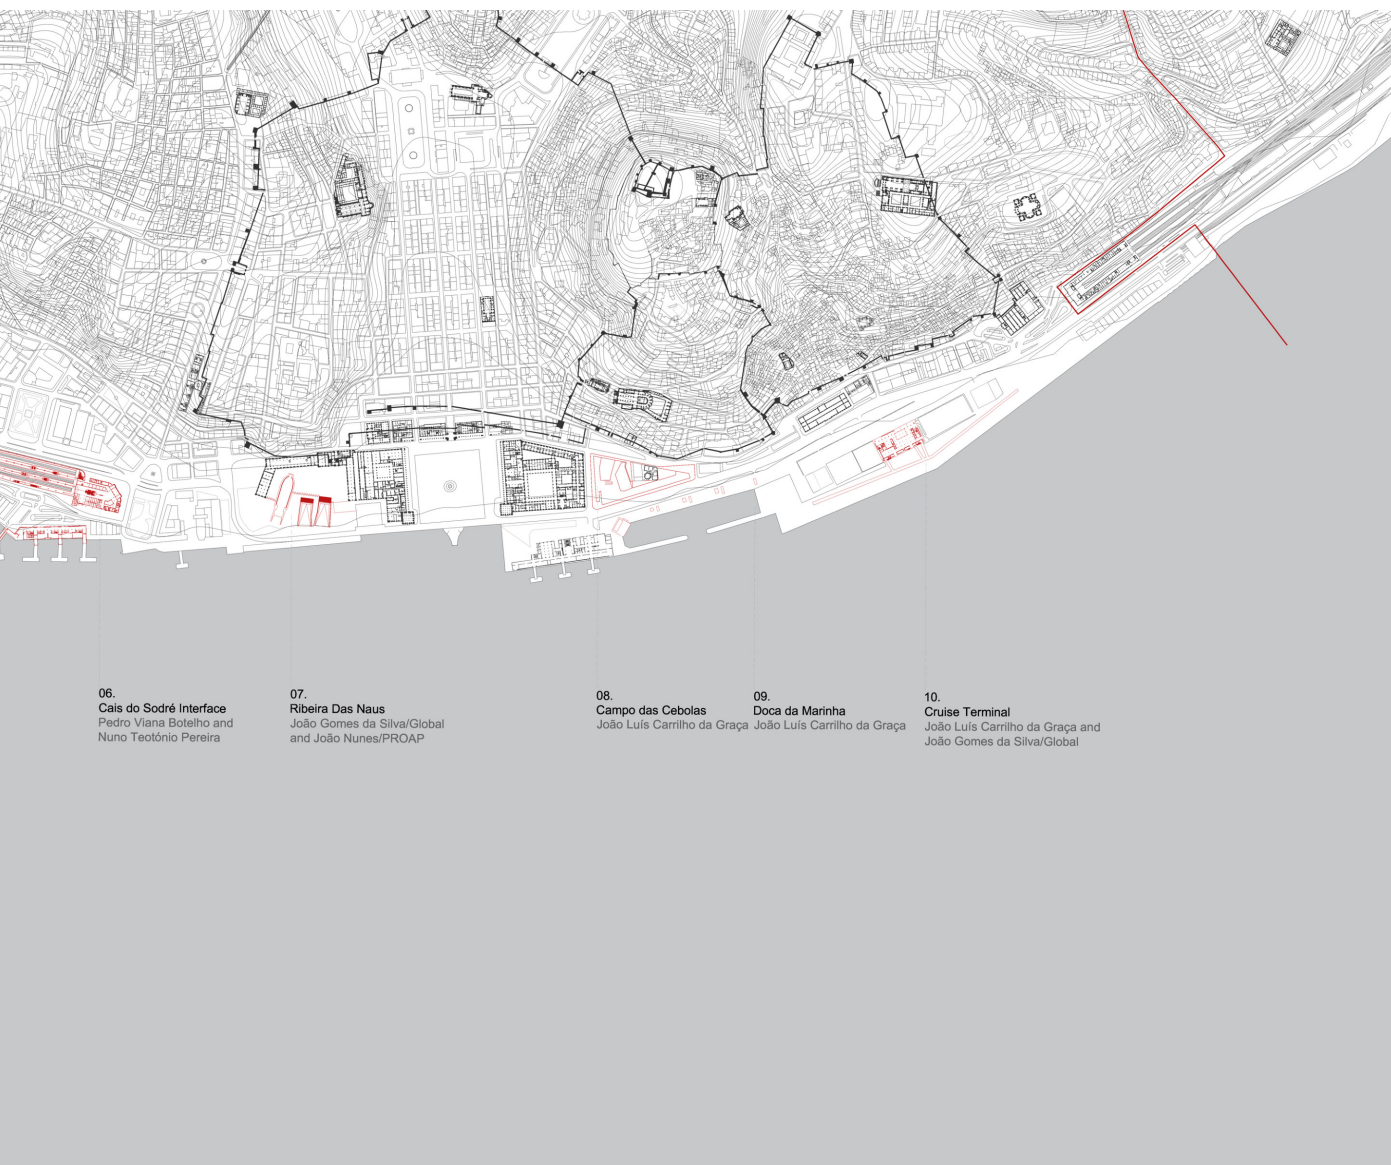 06.
Cais do Sodré Interface
Pedro Viana Botelho and
Nuno Teotónio Pereira
07.
Ribeira Das Naus
João Gomes da Silva/Global
and João Nunes/PROAP
08.
Campo das Cebolas
João Luís Carrilho da Graça
09.
Doca da Marinha
João Luís Carrilho da Graça
10.
Cruise Terminal
João Luís Carrilho da Graça and
João Gomes da Silva/Global